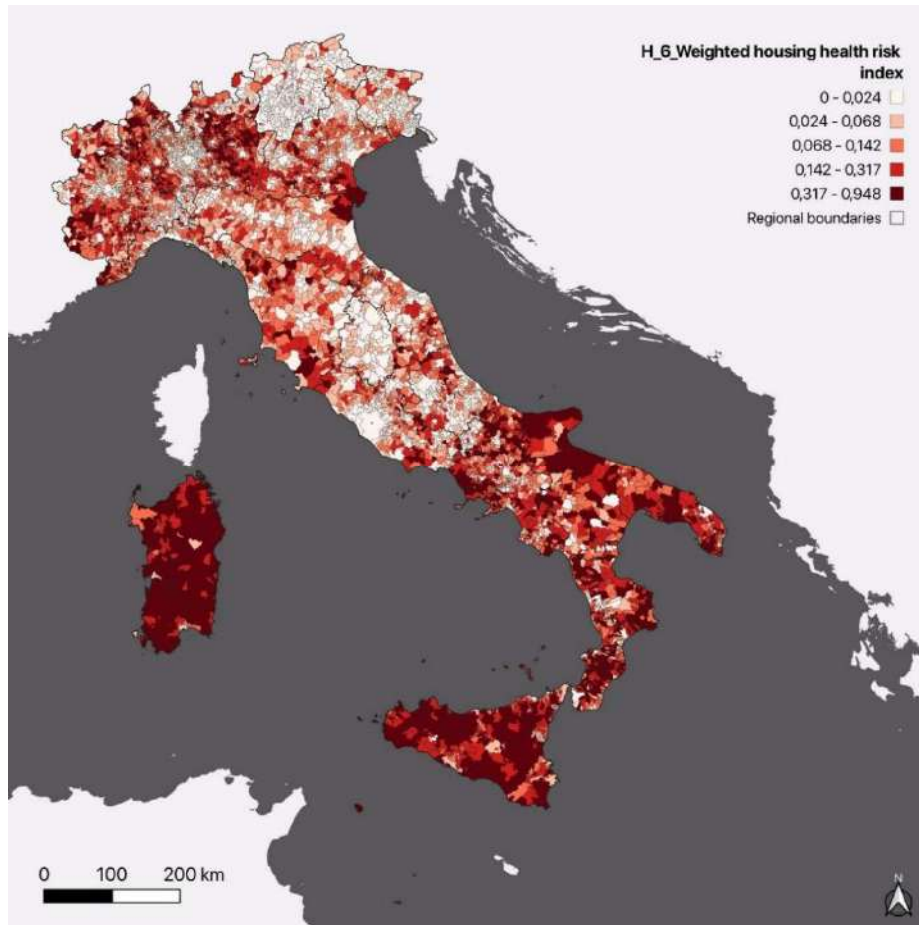 H_6_Weighted housing health risk
index
0 - 0,024
0,024 - 0,068
0,068 - 0,142
0,142 - 0,317
0,317 - 0,948
Regional boundaries
0 100 200 km
N